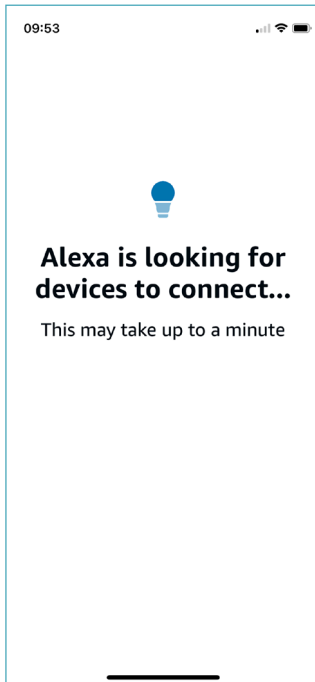 09:53
Alexa is looking for
devices to connect...
This may take up to a minute